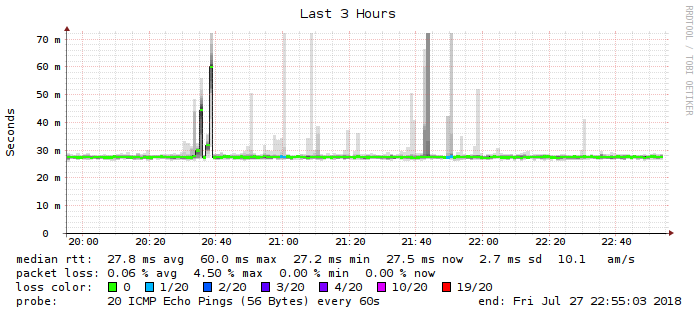 Last 3 Hours
RRDTOOL / TOBI OETIKER
Seconds
70 m
60 m
50 m
40 m
30 m
20 m
10 m
0
20:00 20:20 20:40 21:00 21:20 21:40 22:00 22:20 22:40
median rtt: 27.8 ms avg 60.0 ms max 27.2 ms min 27.5 ms now 2.7 ms sd 10.1 am/s
packet loss: 0.06 % avg 4.50 % max 0.00 % min 0.00 % now
loss color: 0 1/20 2/20 3/20 4/20 10/20 19/20
probe: 20 ICMP Echo Pings (56 Bytes) every 60s end: Fri Jul 27 22:55:03 2018